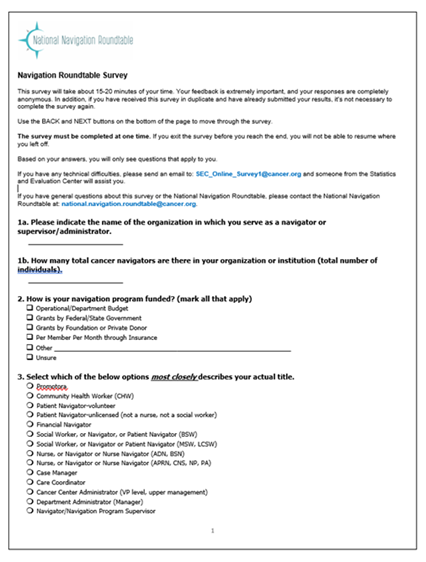 National Navigation Roundtable
Navigation Roundtable Survey
This survey will take about 15-20 minutes of your time. Your feedback is extremely important, and your responses are completely
anonymous. In addition, if you have received this survey in duplicate and have already submitted your results, it's not necessary to
complete the survey again.
Use the BACK and NEXT buttons on the bottom of the page to move through the survey.
The survey must be completed at one time. If you exit the survey before you reach the end, you will not be able to resume where
you left off.
Based on your answers, you will only see questions that apply to you.
If you have any technical difficulties, please send an email to: SEC_Online_Survey1@cancer.org and someone from the Statistics
and Evaluation Center will assist you.
If you have general questions about this survey or the National Navigation Roundtable, please contact the National Navigation
Roundtable at: national.navigation.roundtable@cancer.org.
1a. Please indicate the name of the organization in which you serve as a navigator or
supervisor/administrator.
1b. How many total cancer navigators are there in your organization or institution (total number of
individuals).
2. How is your navigation program funded? (mark all that apply)
Operational/Department Budget
Grants by Federal/State Government
Grants by Foundation or Private Donor
Per Member Per Month through Insurance
Other
Unsure
3. Select which of the below options most closely describes your actual title.
Promotora
Community Health Worker (CHW)
Patient Navigator-volunteer
Patient Navigator-unlicensed (not a nurse, not a social worker)
Financial Navigator
Social Worker, or Navigator, or Patient Navigator (BSW)
Social Worker, or Navigator or Patient Navigator (MSW, LCSW)
Nurse, or Navigator or Nurse Navigator (ADN, BSN)
Nurse, or Navigator or Nurse Navigator (APRN, CNS, NP, PA)
Case Manager
Care Coordinator
Cancer Center Administrator (VP level, upper management)
Department Administrator (Manager)
Navigator/Navigation Program Supervisor
1